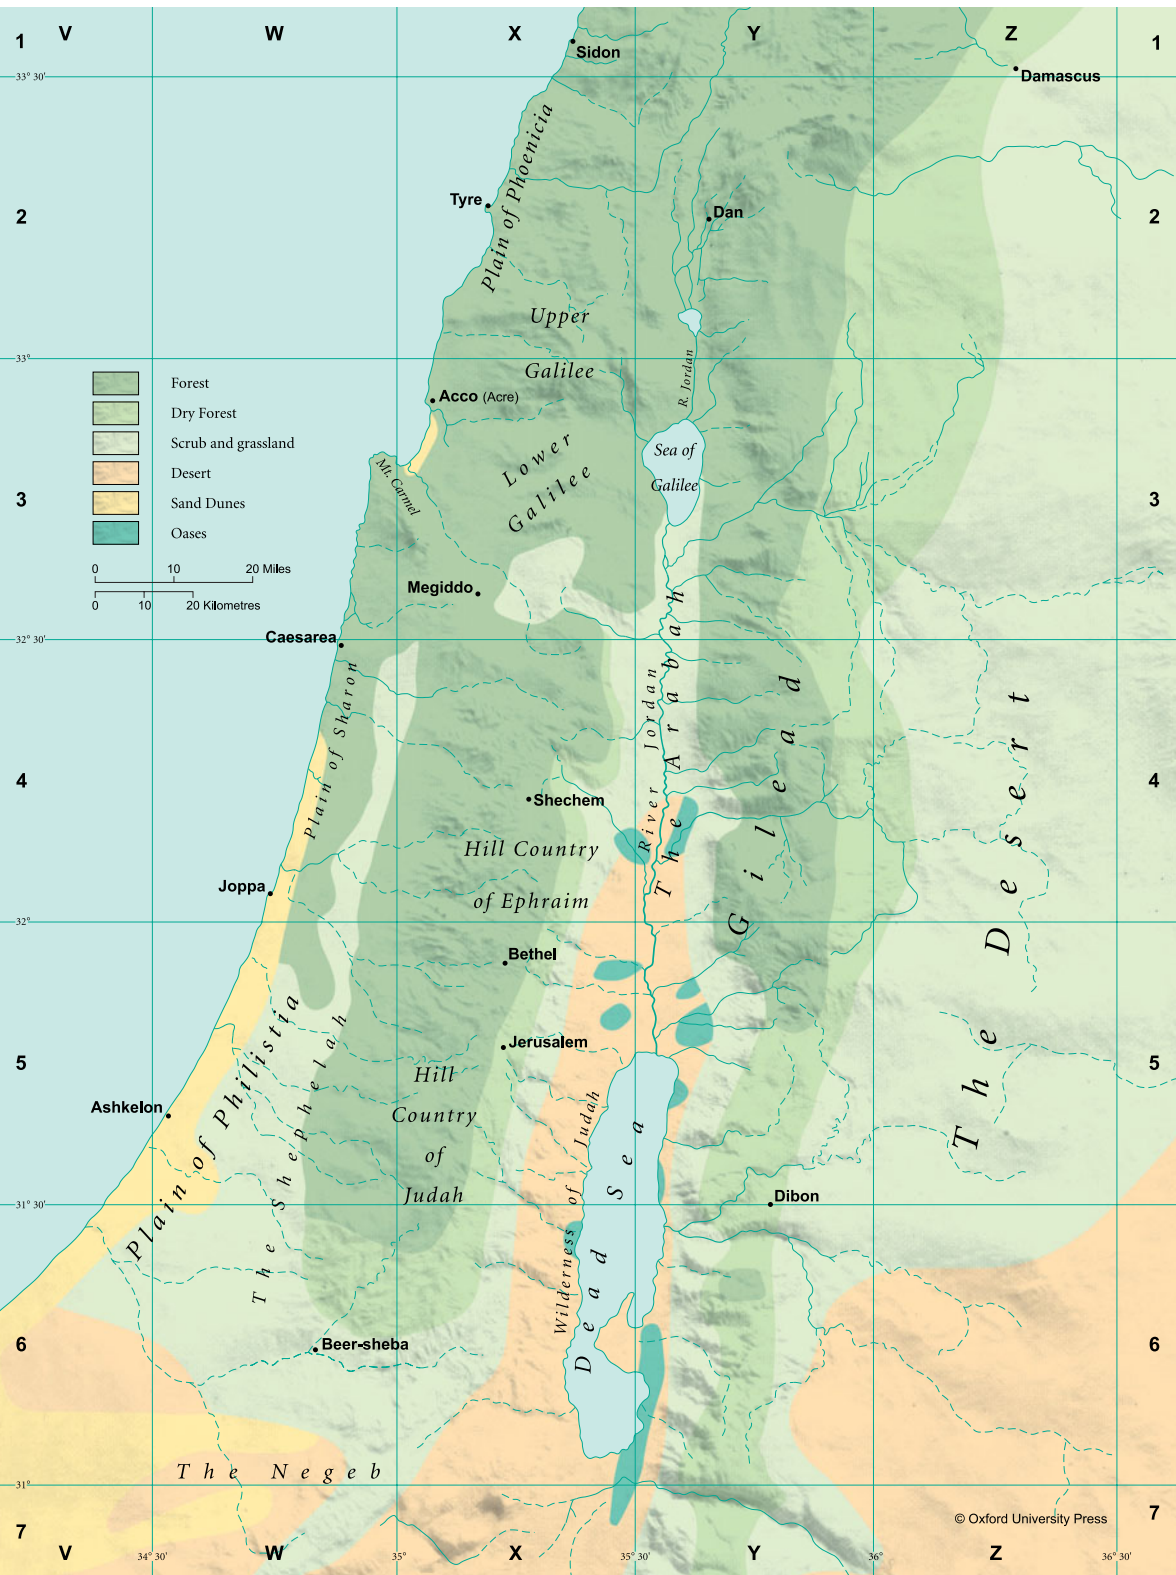 V
W
X
Y
Z
1
1
Sidon
Damascus
33° 30'
Plain of Phoenicia
Tyre
2
Dan
2
Upper
Galilee
33°
R. Jordan
Forest
Dry Forest
Scrub and grassland
Desert
Sand Dunes
Oases
0 10 20 Miles
0 10 20 Kilometres
Acco (Acre)
Lower
Galilee
Sea of
Galilee
Mt. Carmel
3
3
Megiddo
Caesarea
32° 30'
Plain of Sharon
River Jordan
The Arabah
Gilead
The Desert
4
4
Shechem
Hill Country
of Ephraim
Joppa
32°
Bethel
Jerusalem
Plain of Philistia
The Shephelah
Hill
Country
of
Judah
5
5
Ashkelon
Wilderness of Judah
Dead Sea
31° 30'
Dibon
6
6
Beer-sheba
The Negeb
31°
© Oxford University Press
7
7
V
34° 30'
W
35°
X
35° 30'
Y
36°
Z
36° 30'